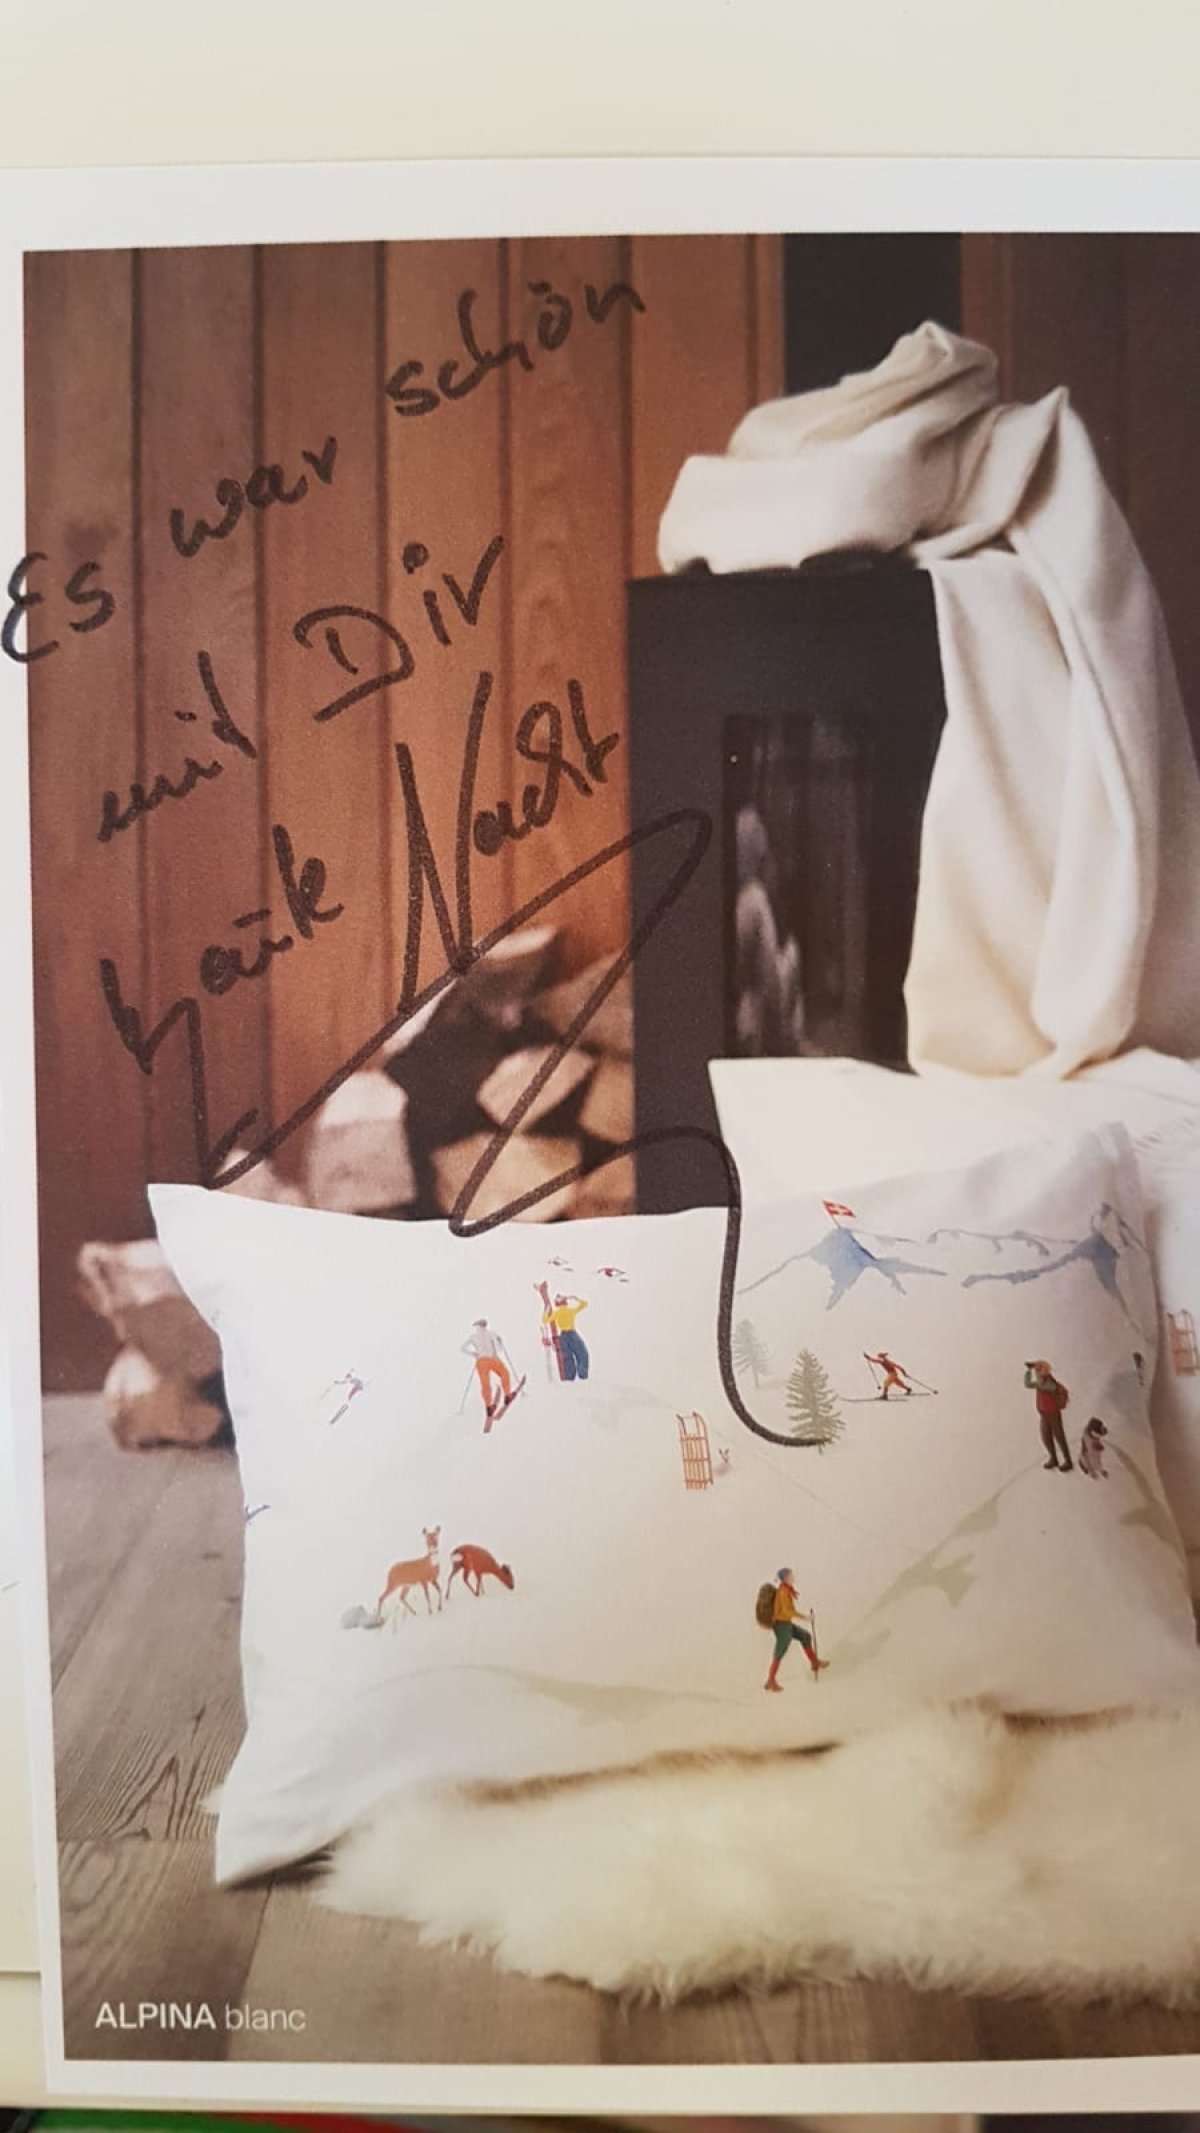 Es war schön
mit Dir
Nacht
ALPINA blanc